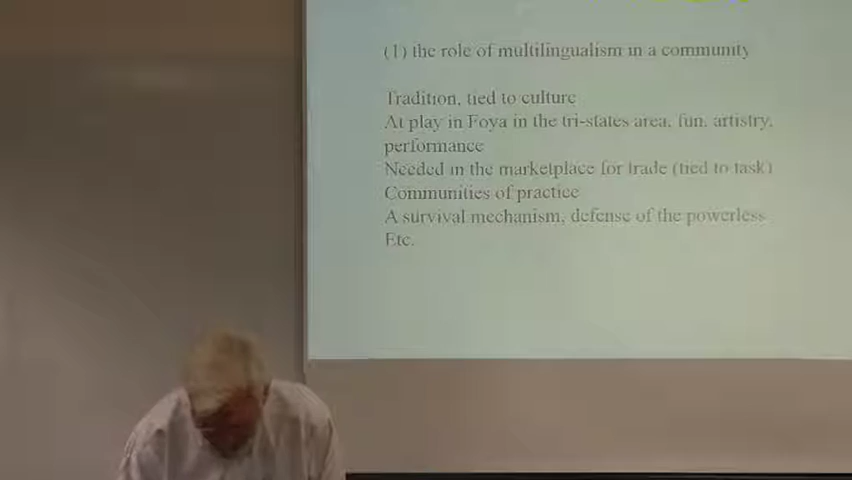 (1) the role of multilingualism in a community
Tradition, tied to culture
At play in Foya in the tri-states area, fun, artistry,
performance
Needed in the marketplace for trade (tied to task)
Communities of practice
A survival mechanism, defense of the powerless
Etc.